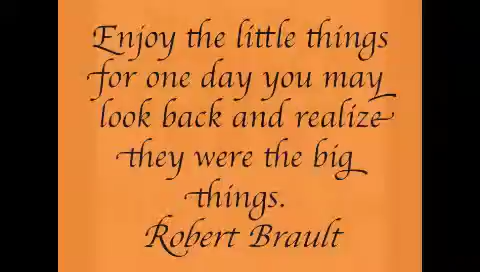 Enjoy the little things
for one day you may
look back and realize
they were the big
things.
Robert Brault